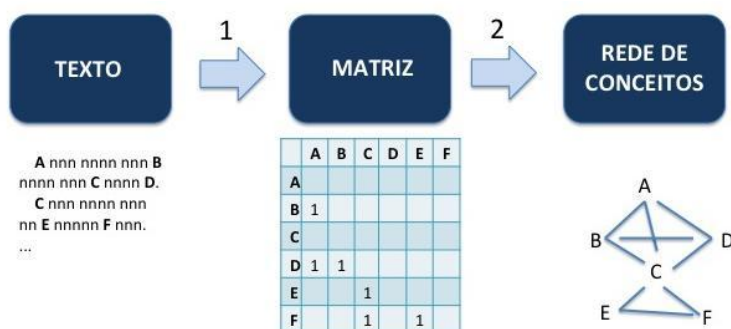 1
2
TEXTO
MATRIZ
REDE DE
CONCEITOS
A nnn nnnn nnn B
nnnn nnn C nnnn D.
C nnn nnnn nnn
nn E nnnnn F nnn.
...
A B C D E F
A
B 1
C
D 1 1
E 1
F 1 1
A
B D
C
E F